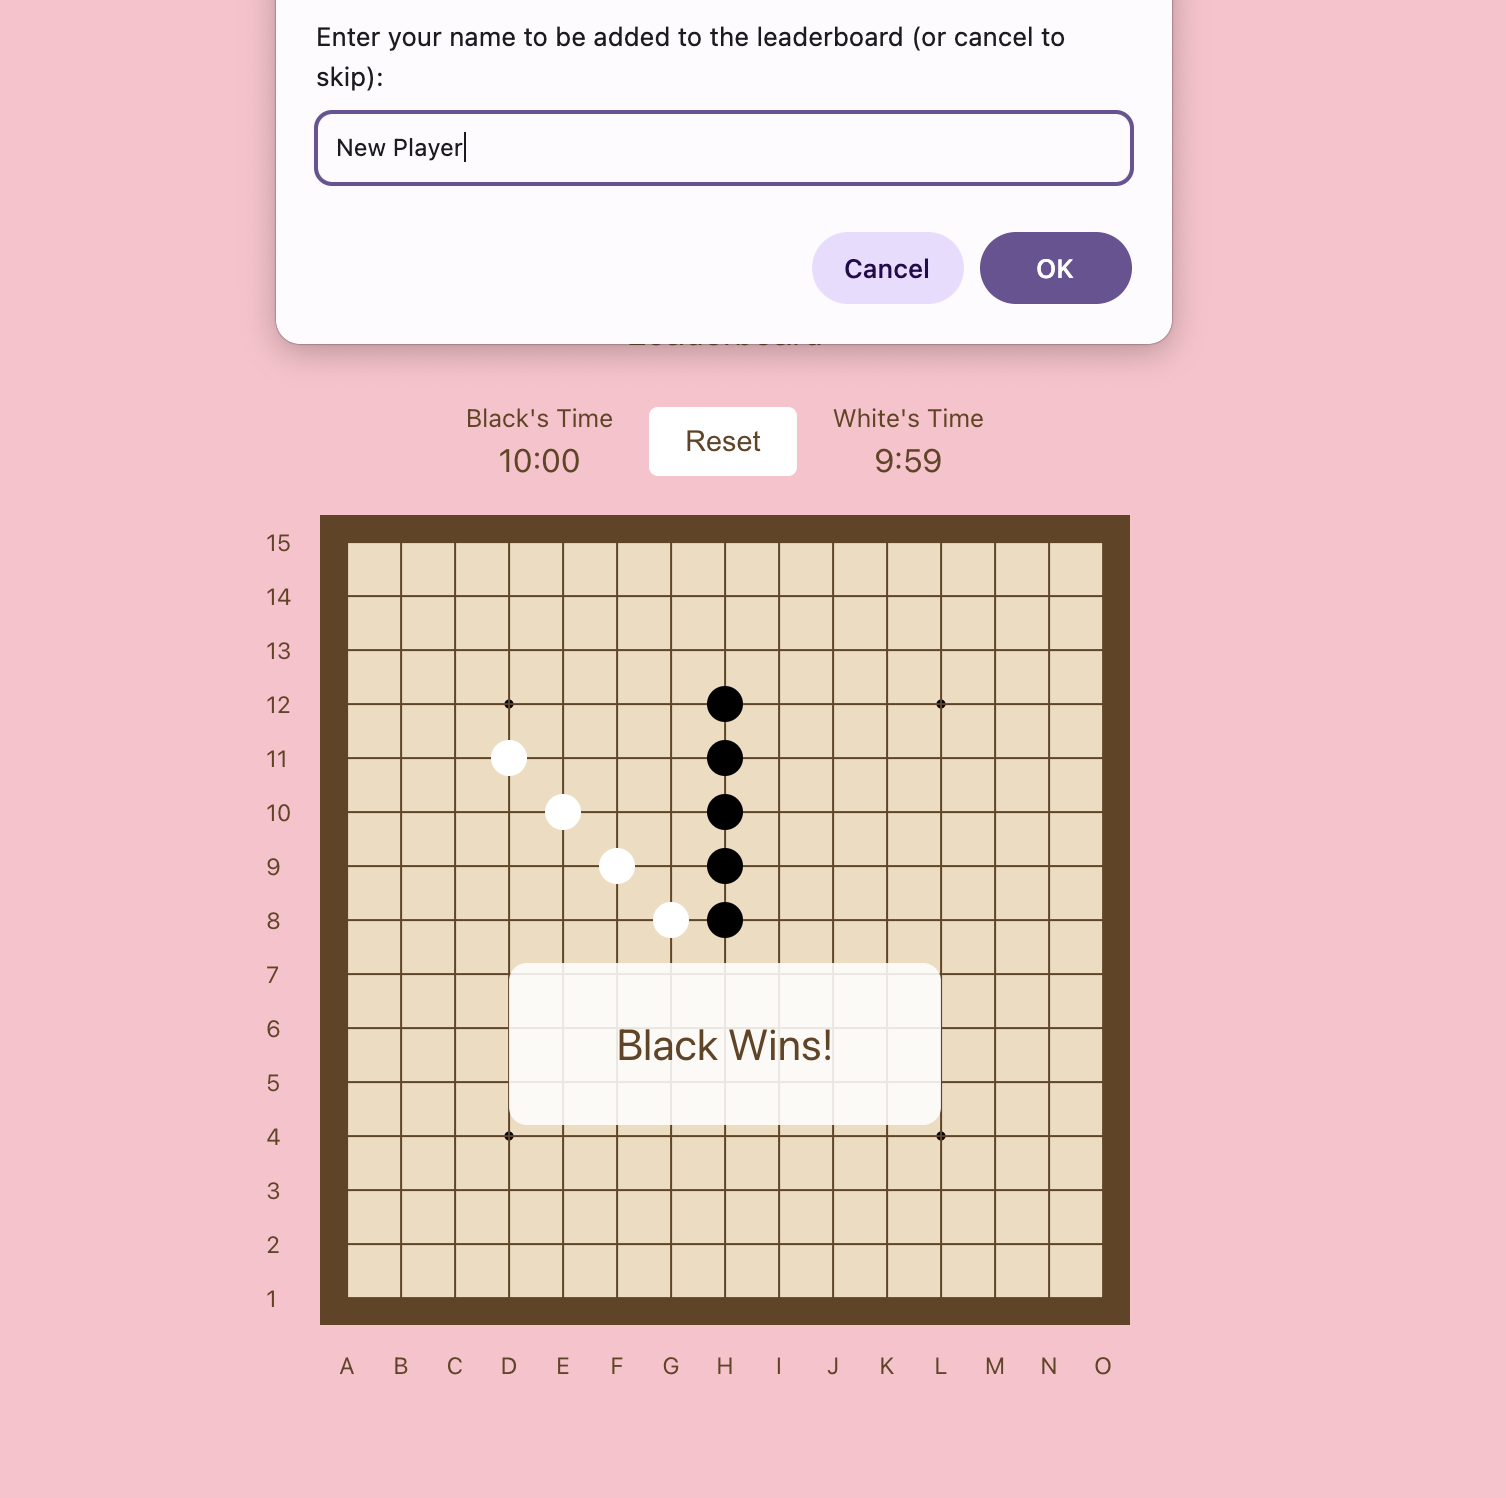 Enter your name to be added to the leaderboard (or cancel to
skip):
New Player
Cancel
OK
Black's Time
Reset
White's Time
10:00
9:59
15
14
13
12
11
10
9
8
7
Black Wins!
6
5
4
3
2
1
A B C D E F G H I J K L M N O